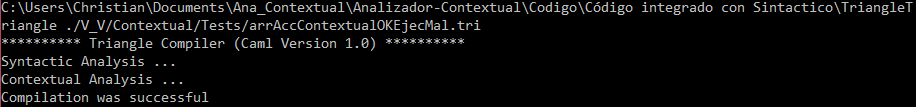 C:\Users\Christian\Documents\Ana_Contextual\Analizador-Contextual\Codigo\Código integrado con Sintactico\TriangleT
riangle ./V_V/Contextual/Tests/arrAccContextualOKEjecMal.tri
********** Triangle Compiler (Caml Version 1.0) **********
Syntactic Analysis ...
Contextual Analysis ...
Compilation was successful